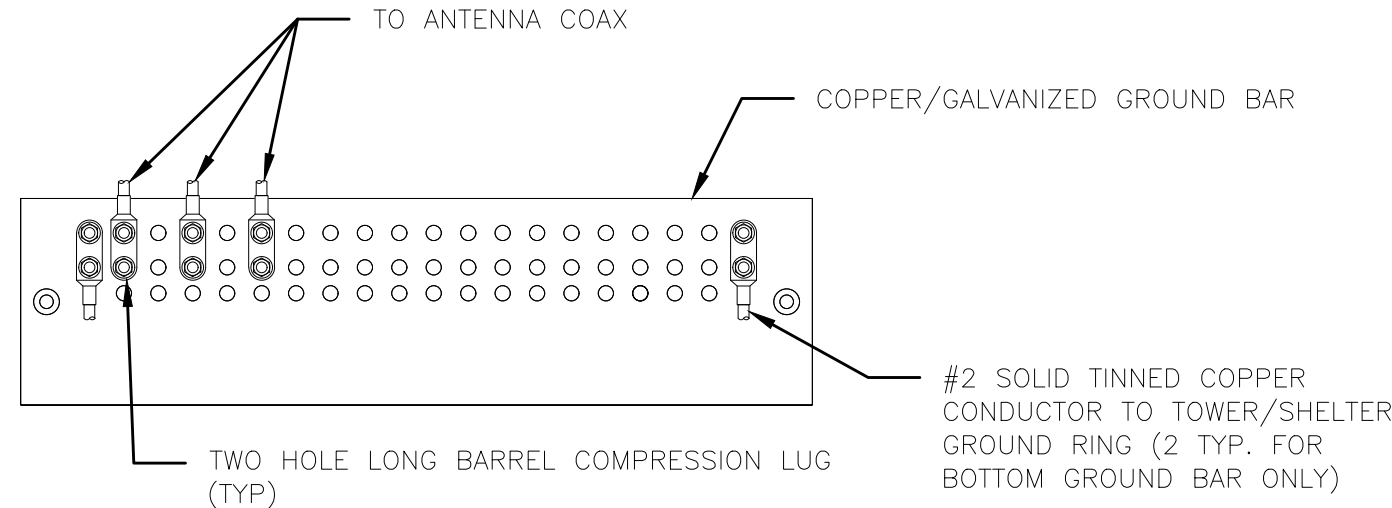 TO ANTENNA COAX
COPPER/GALVANIZED GROUND BAR
#2 SOLID TINNED COPPER
CONDUCTOR TO TOWER/SHELTER
GROUND RING (2 TYP. FOR
BOTTOM GROUND BAR ONLY)
TWO HOLE LONG BARREL COMPRESSION LUG
(TYP)